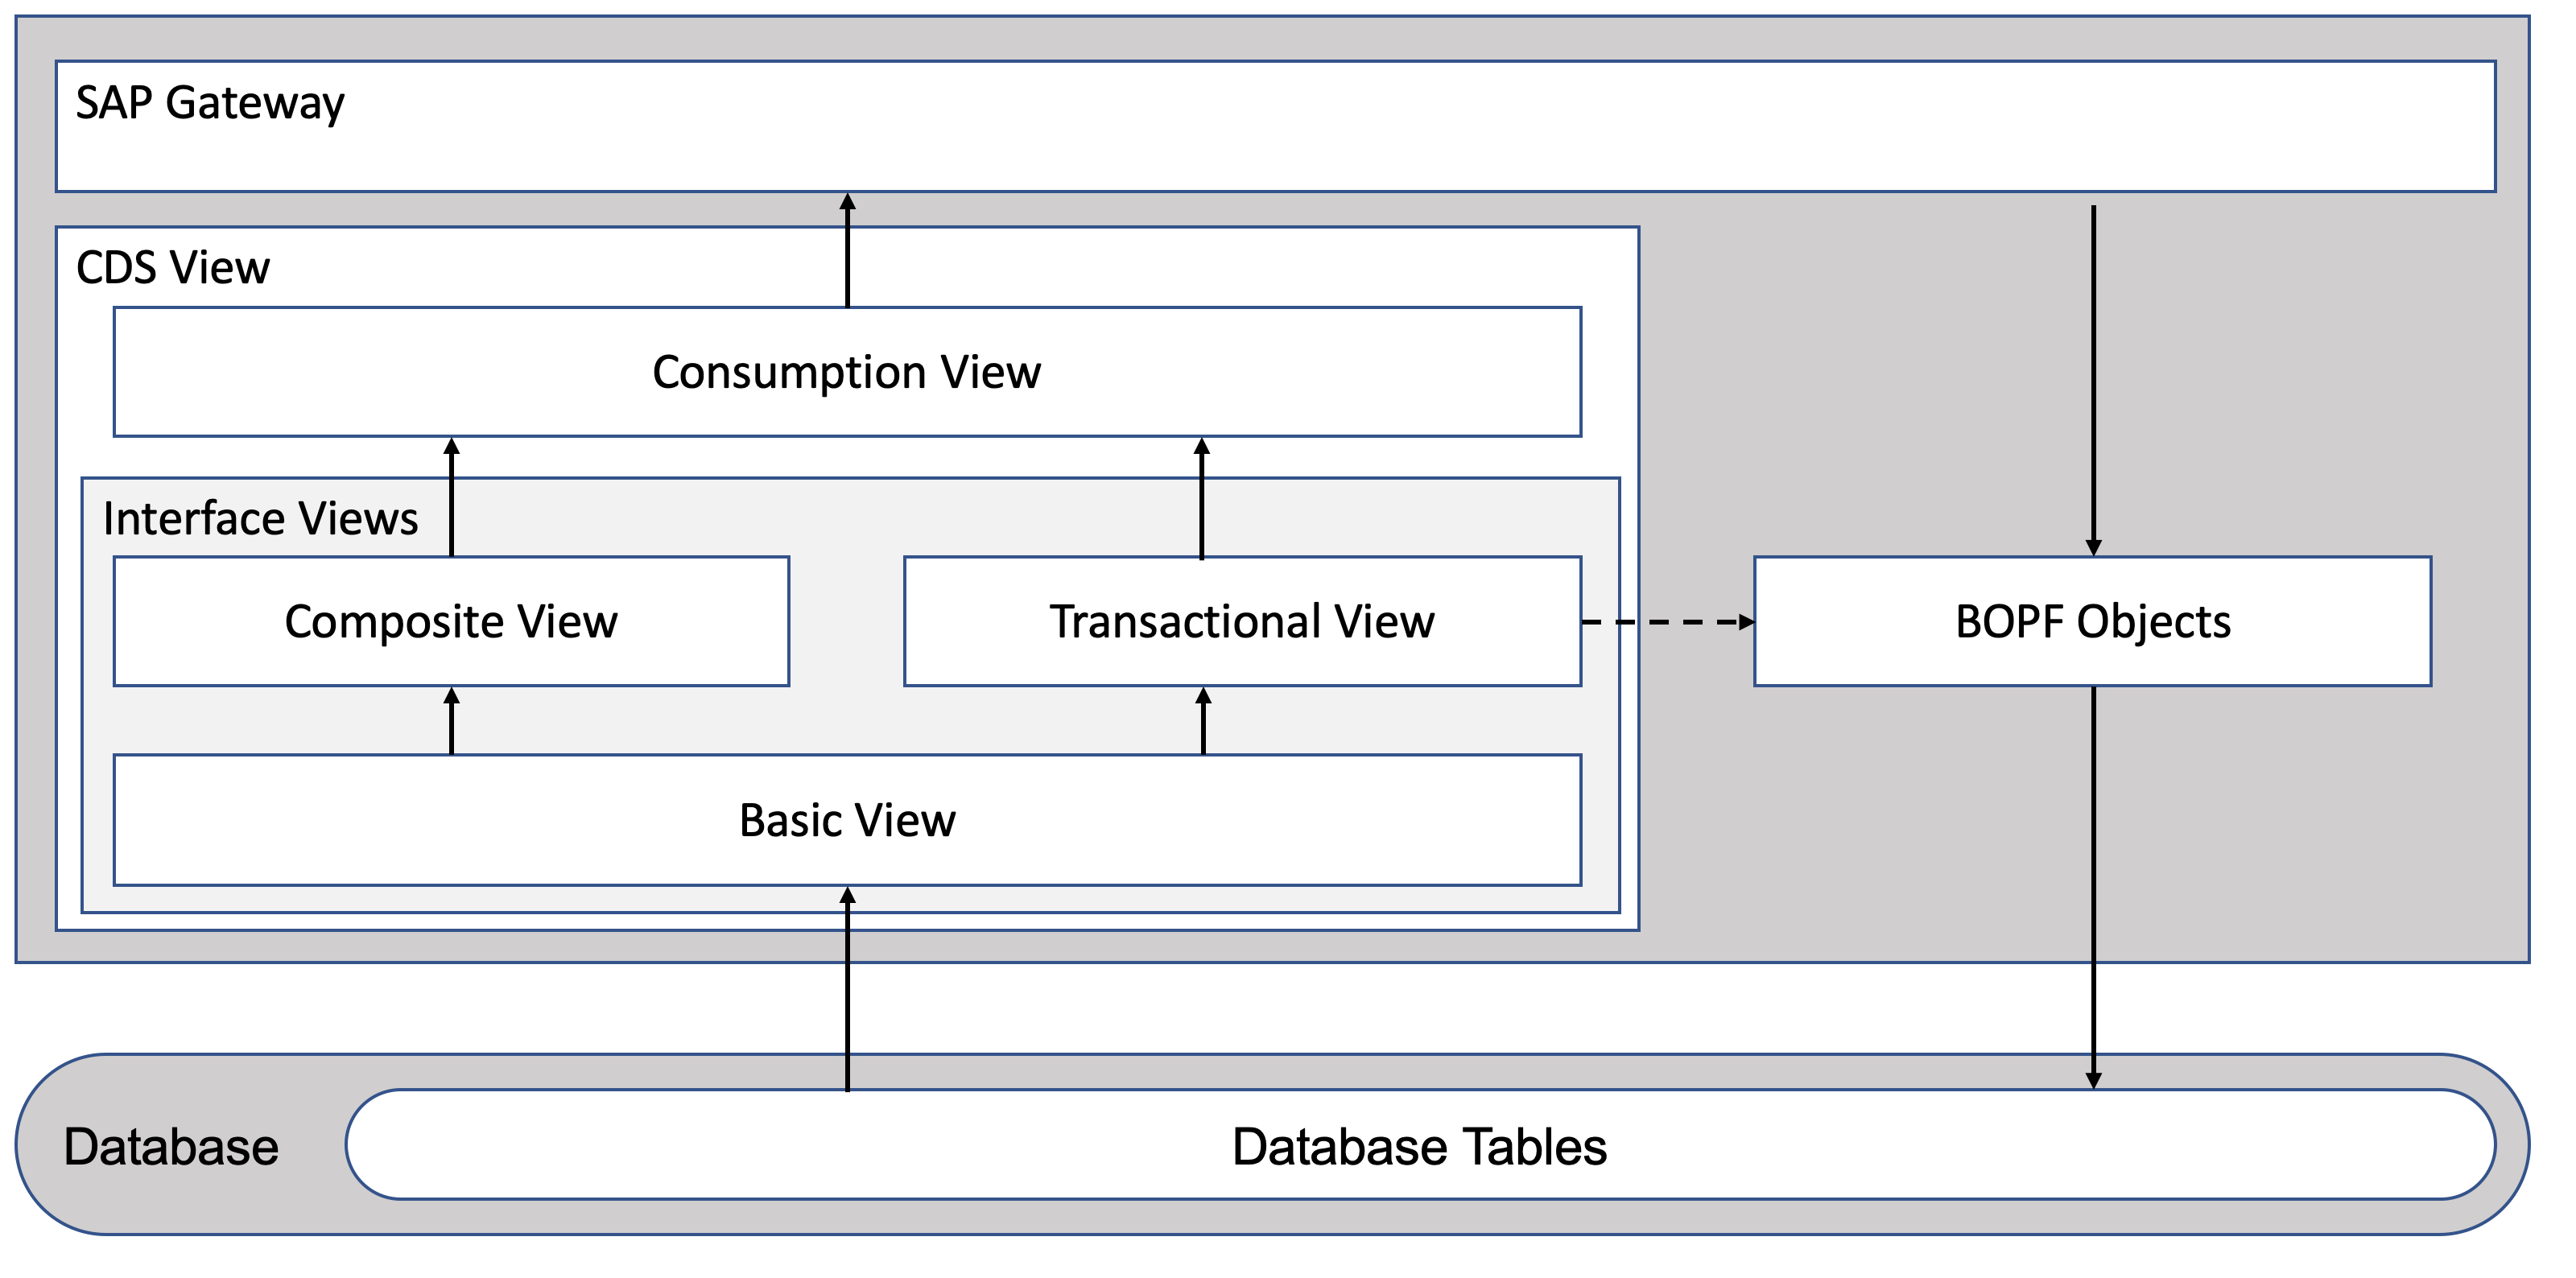 SAP Gateway
CDS View
Consumption View
Interface Views
Composite View
Transactional View
BOPF Objects
Basic View
Database
Database Tables